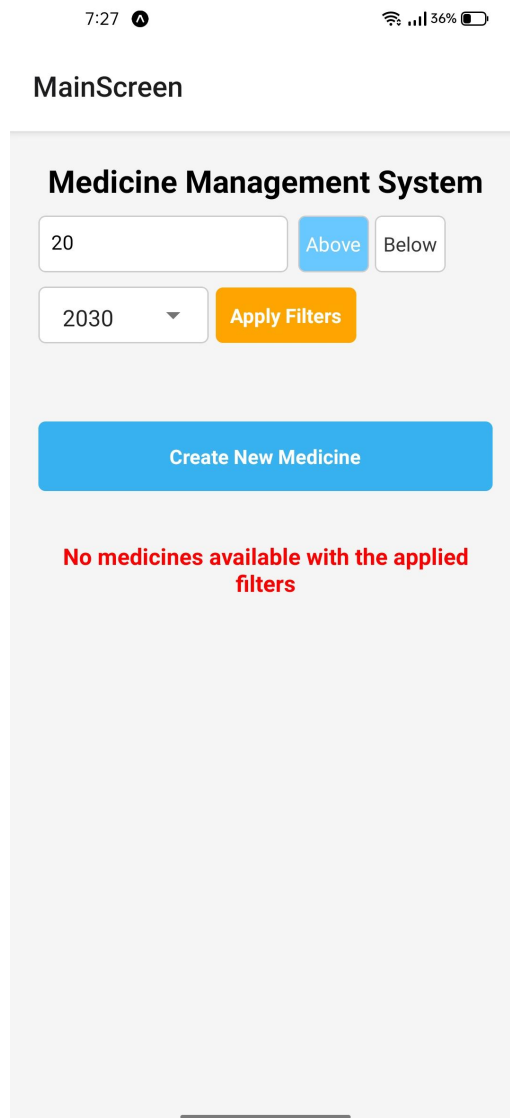 7:27
36%
MainScreen
Medicine Management System
20
Above
Below
2030
Apply Filters
Create New Medicine
No medicines available with the applied
filters